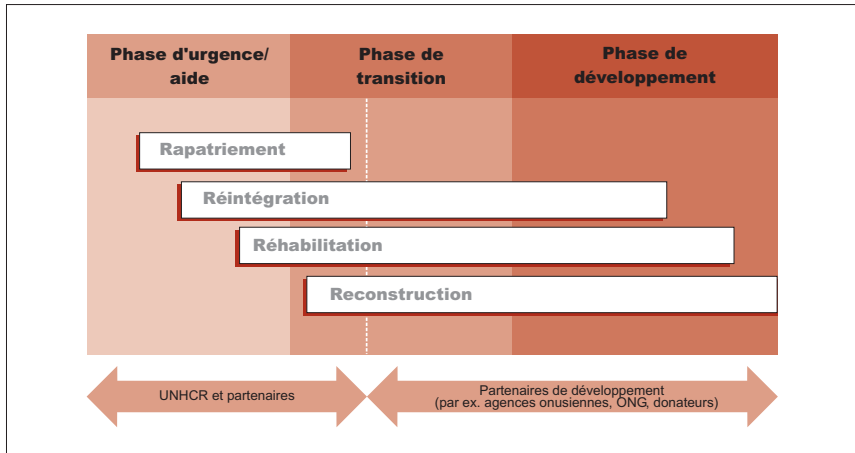 Phase d'urgence/
aide
Phase de
transition
Phase de
développement
Rapatriement
Réintégration
Réhabilitation
Reconstruction
UNHCR et partenaires
Partenaires de développement
(par ex. agences onusiennes, ONG, donateurs)